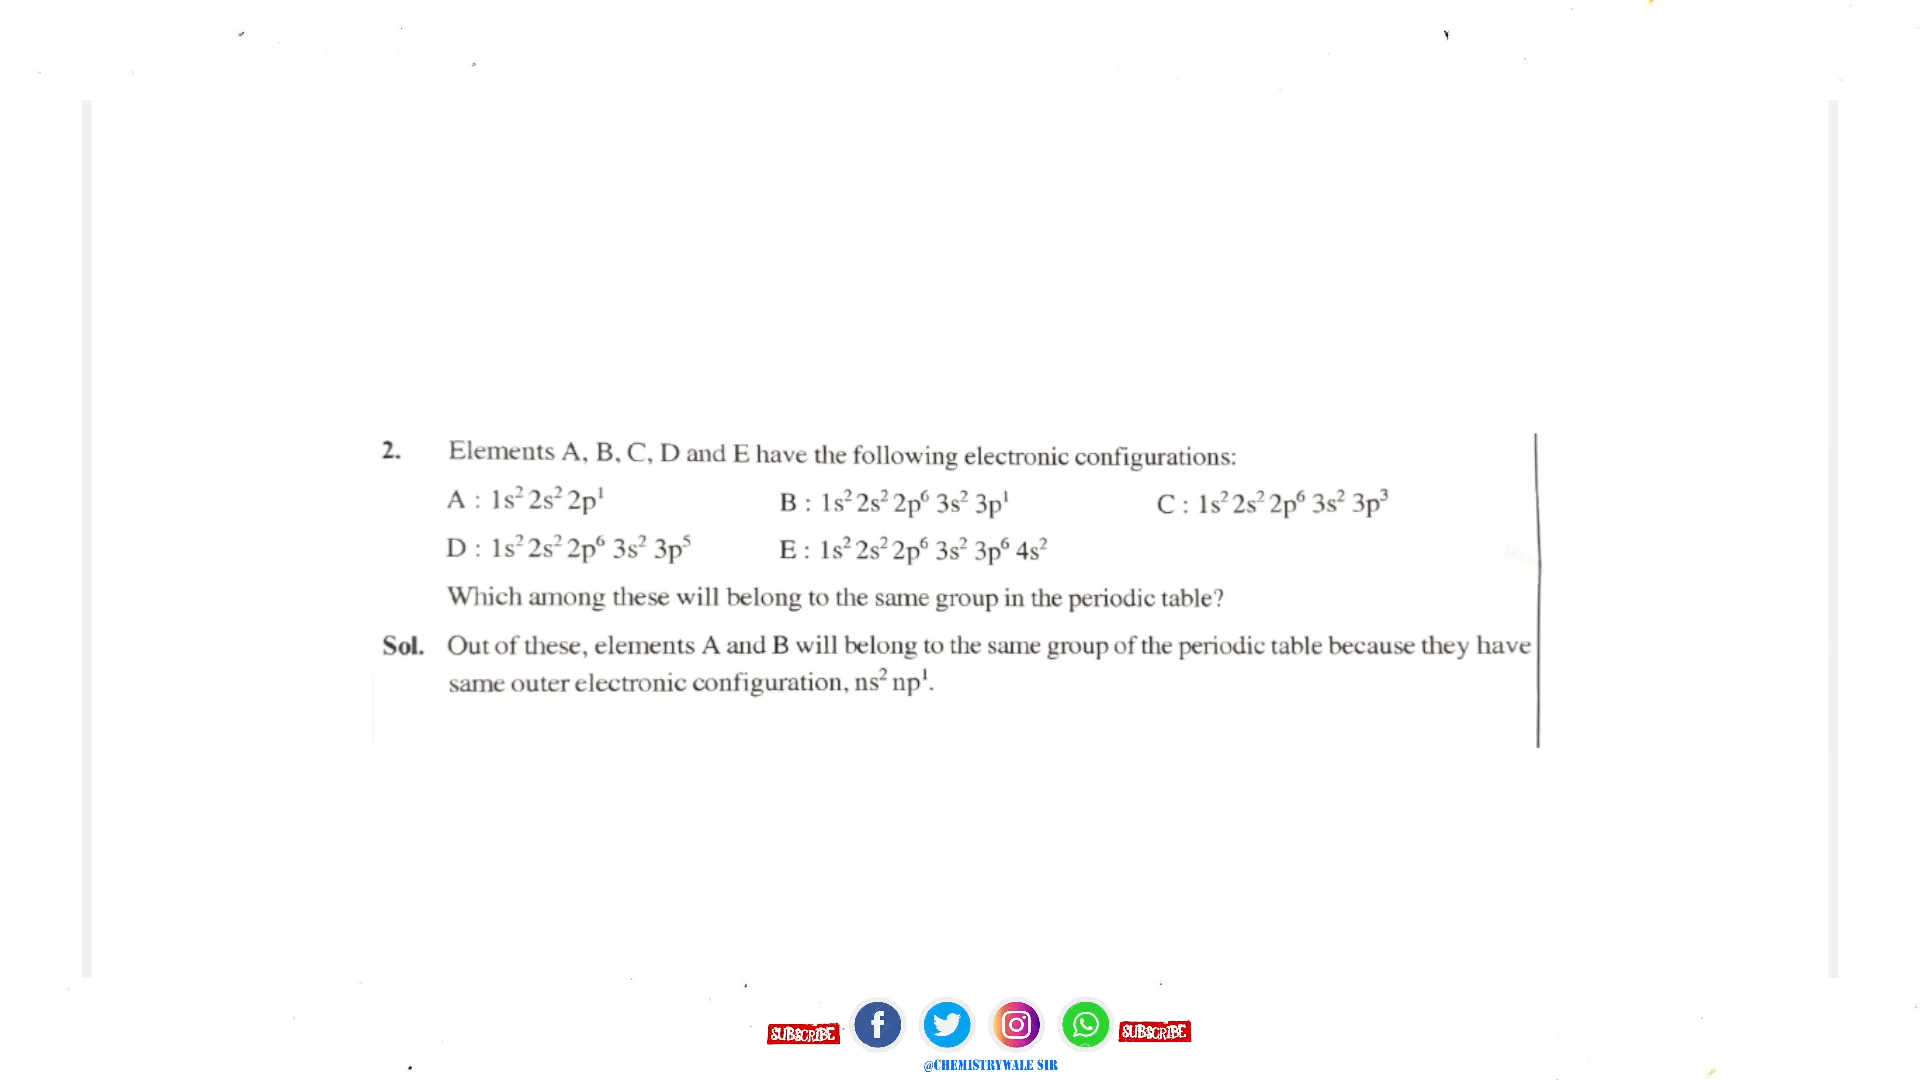 2. Elements A, B, C, D and E have the following electronic configurations:
A : 1s² 2s² 2p¹ B : 1s² 2s² 2p⁶ 3s² 3p¹ C : 1s² 2s² 2p⁶ 3s² 3p³
D : 1s² 2s² 2p⁶ 3s² 3p⁵ E : 1s² 2s² 2p⁶ 3s² 3p⁶ 4s²
Which among these will belong to the same group in the periodic table?
Sol. Out of these, elements A and B will belong to the same group of the periodic table because they have
same outer electronic configuration, ns² np¹.
SUBSCRIBE f SUBSCRIBE
@CHEMISTRYWALE SIR